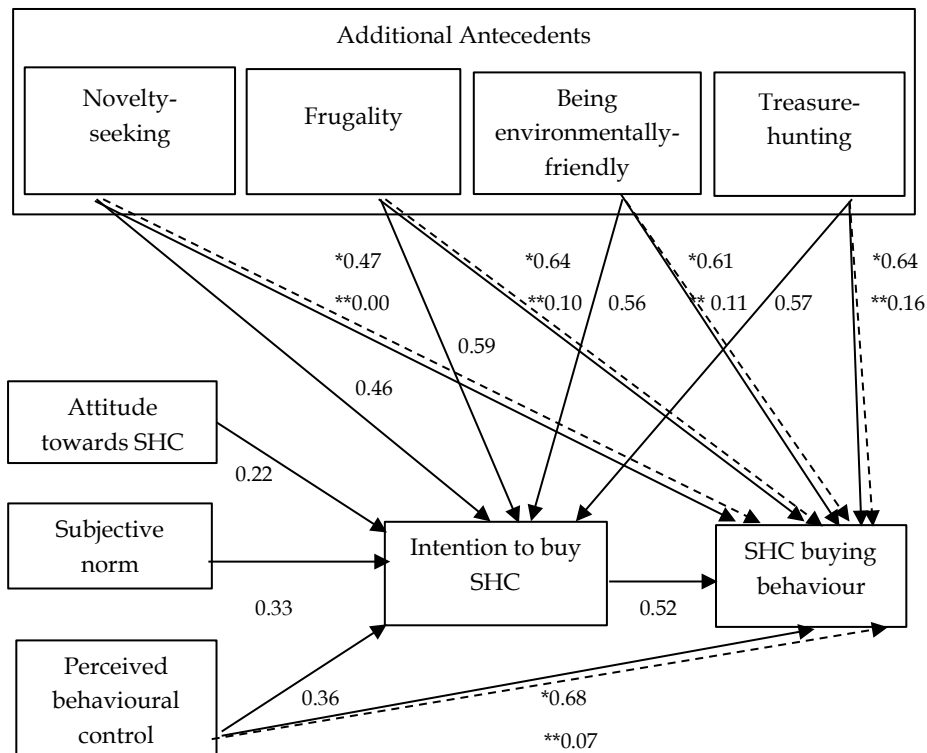 Additional Antecedents
Novelty-
seeking
Frugality
Being
environmentally-
friendly
Treasure-
hunting
*0.47
*0.64
*0.61
*0.64
**0.00
**0.10
0.56
** 0.11
0.57
**0.16
0.59
0.46
Attitude
towards SHC
0.22
Subjective
norm
Intention to buy
SHC
SHC buying
behaviour
0.33
0.52
Perceived
behavioural
control
0.36
*0.68
**0.07